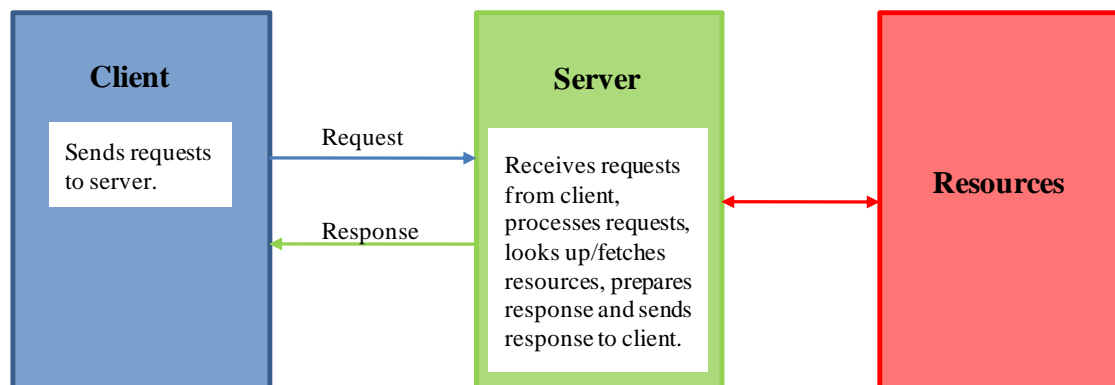 Client
Sends requests
to server.
Request
Response
Server
Receives requests
from client,
processes requests,
looks up/fetches
resources, prepares
response and sends
response to client.
Resources